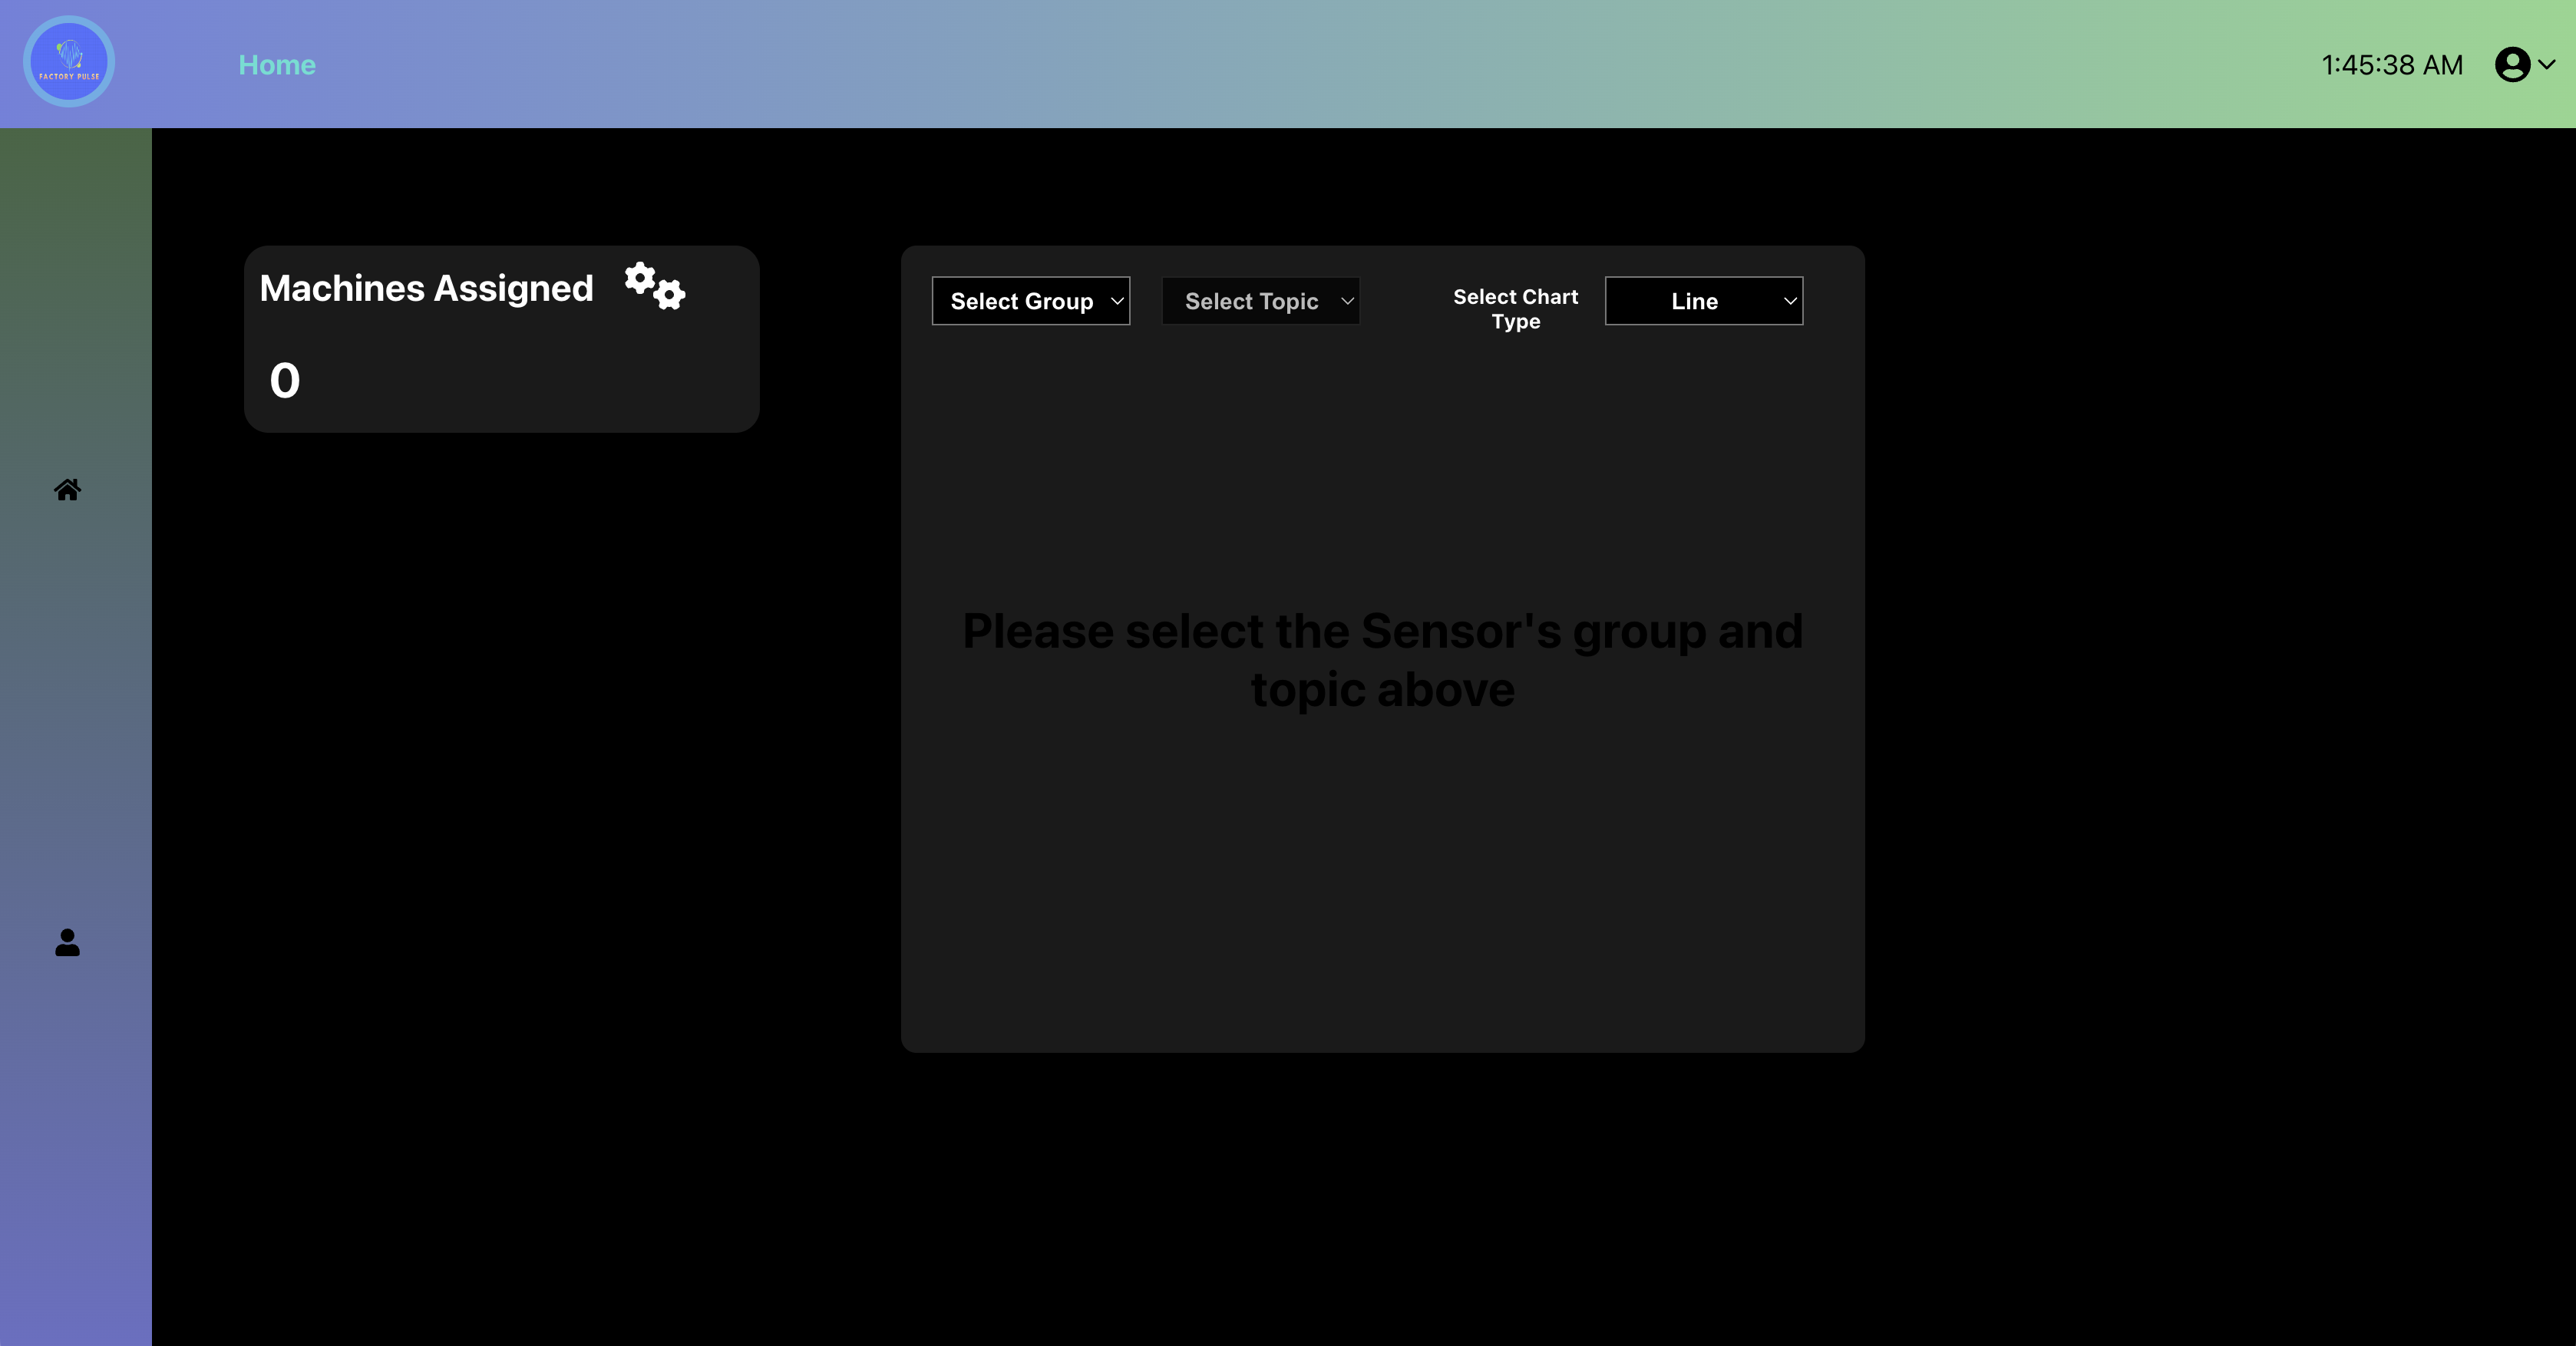 FACTORY PULSE
Home
1:45:38 AM
Machines Assigned
0
Select Group
Select Topic
Select Chart
Type
Line
Please select the Sensor's group and
topic above